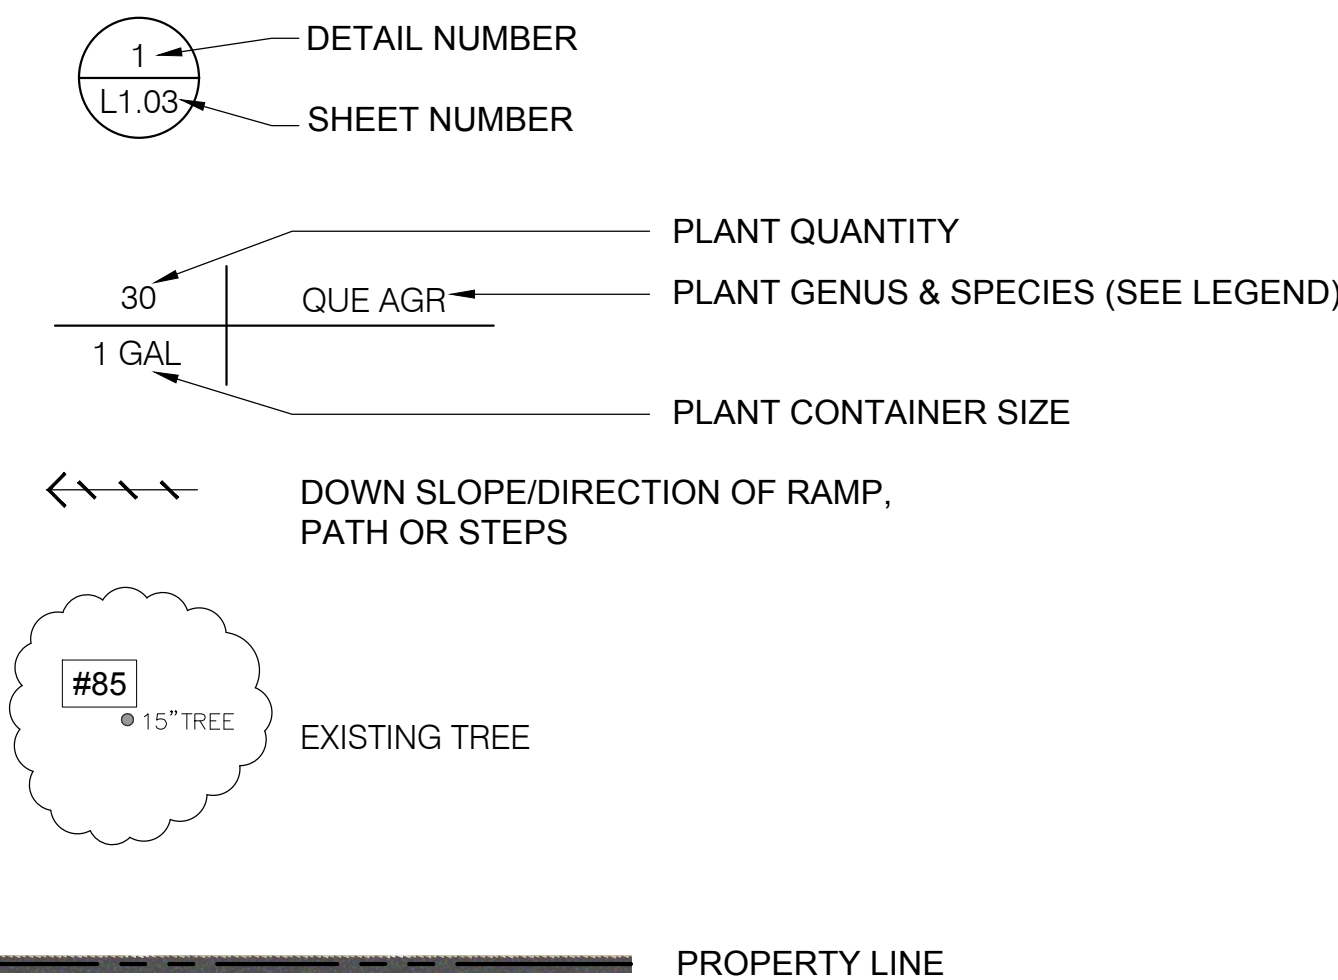 1
DETAIL NUMBER
L1.03
SHEET NUMBER
PLANT QUANTITY
30
QUE AGR
PLANT GENUS & SPECIES (SEE LEGEND)
1 GAL
PLANT CONTAINER SIZE
DOWN SLOPE/DIRECTION OF RAMP,
PATH OR STEPS
#85
15" TREE
EXISTING TREE
PROPERTY LINE